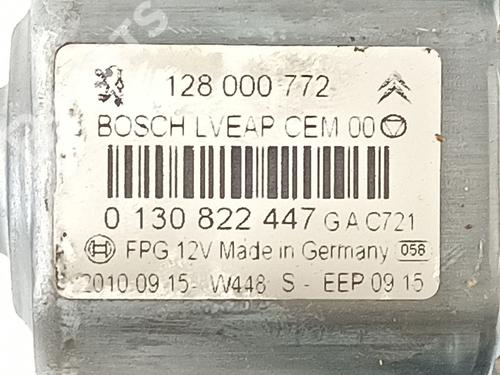 128 000 772
BOSCH LVEAP CEM 00
0 130 822 447 GA C721
FPG 12V Made in Germany 058
2010 09 15- W448 S - EEP 09 15